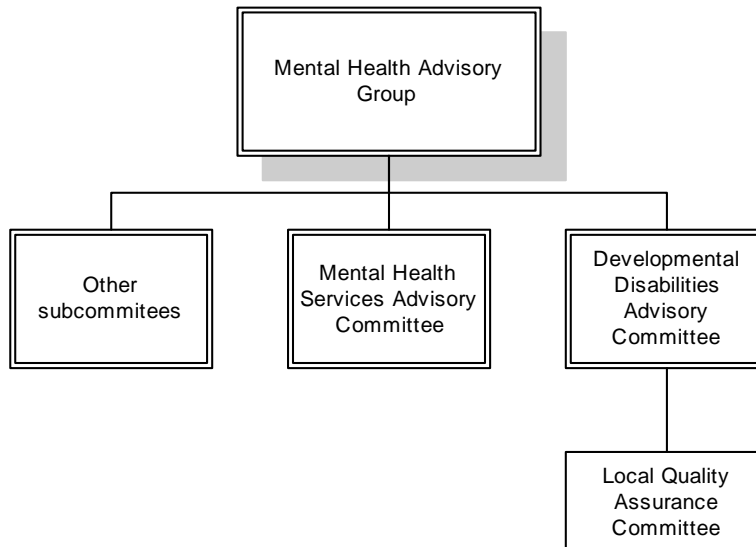 Mental Health Advisory
Group
Other
subcommitees
Mental Health
Services Advisory
Committee
Developmental
Disabilities
Advisory
Committee
Local Quality
Assurance
Committee